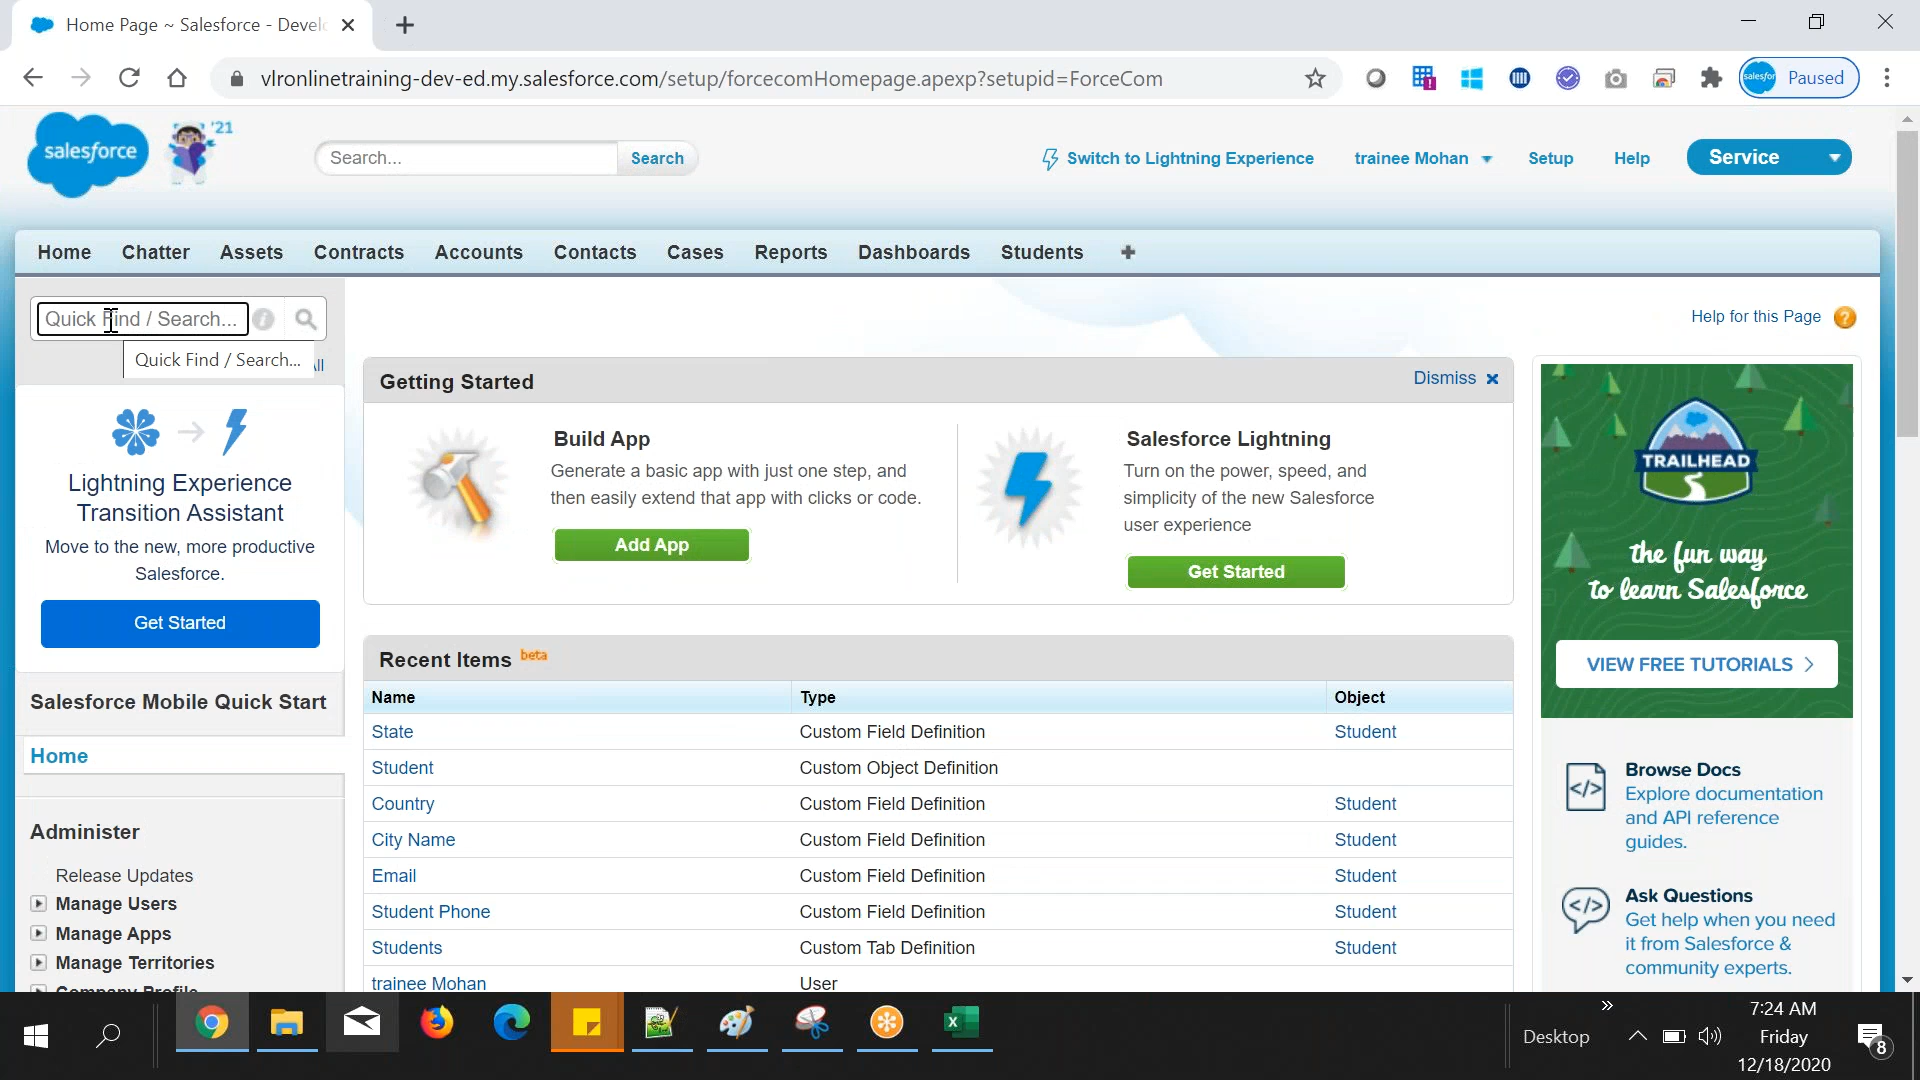 Home Page ~ Salesforce - Develo
vlronlinetraining-dev-ed.my.salesforce.com/setup/forcecomHomepage.apexp?setupid=ForceCom
salesfor
Paused
salesforce
'21
Search...
Search
Switch to Lightning Experience
trainee Mohan
Setup
Help
Service
Home
Chatter
Assets
Contracts
Accounts
Contacts
Cases
Reports
Dashboards
Students
Quick Find / Search...
Quick Find / Search...
All
Help for this Page
Lightning Experience
Transition Assistant
Move to the new, more productive
Salesforce.
Get Started
Salesforce Mobile Quick Start
Home
Administer
Release Updates
Manage Users
Manage Apps
Manage Territories
Company Profile
Getting Started
Dismiss
Build App
Generate a basic app with just one step, and
then easily extend that app with clicks or code.
Add App
Salesforce Lightning
Turn on the power, speed, and
simplicity of the new Salesforce
user experience
Get Started
Recent Items beta
Name Type Object
State Custom Field Definition Student
Student Custom Object Definition
Country Custom Field Definition Student
City Name Custom Field Definition Student
Email Custom Field Definition Student
Student Phone Custom Field Definition Student
Students Custom Tab Definition Student
trainee Mohan User
TRAILHEAD
the fun way
to learn Salesforce
VIEW FREE TUTORIALS
Browse Docs
Explore documentation
and API reference
guides.
Ask Questions
Get help when you need
it from Salesforce &
community experts.
Desktop
7:24 AM
Friday
12/18/2020
8